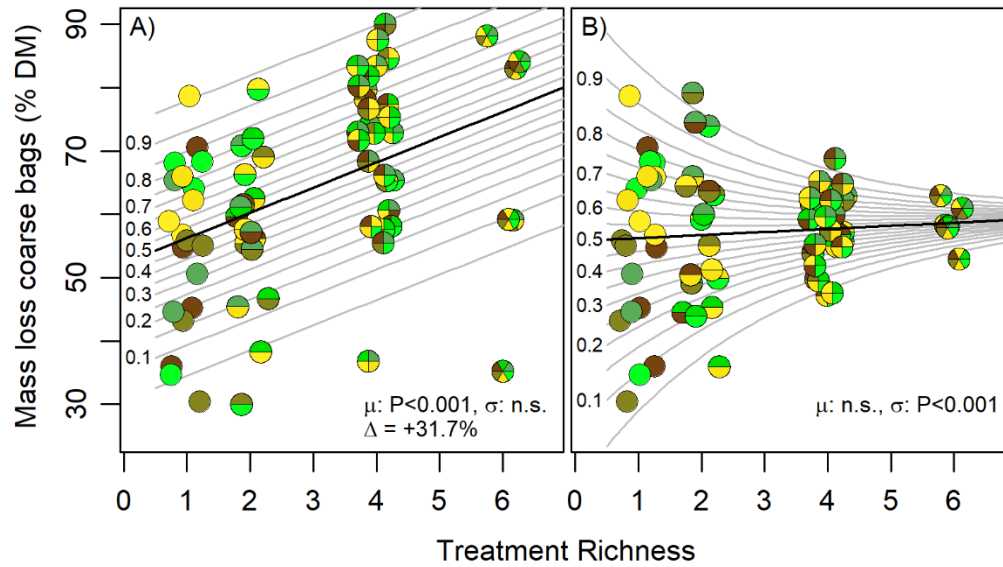 Mass loss coarse bags (% DM)
90
70
50
30
A)
0.9
0.8
0.7
0.6
0.5
0.4
0.3
0.2
0.1
μ: P<0.001, σ: n.s.
Δ = +31.7%
0 1 2 3 4 5 6
B)
0.9
0.8
0.7
0.6
0.5
0.4
0.3
0.2
0.1
μ: n.s., σ: P<0.001
0 1 2 3 4 5 6
Treatment Richness